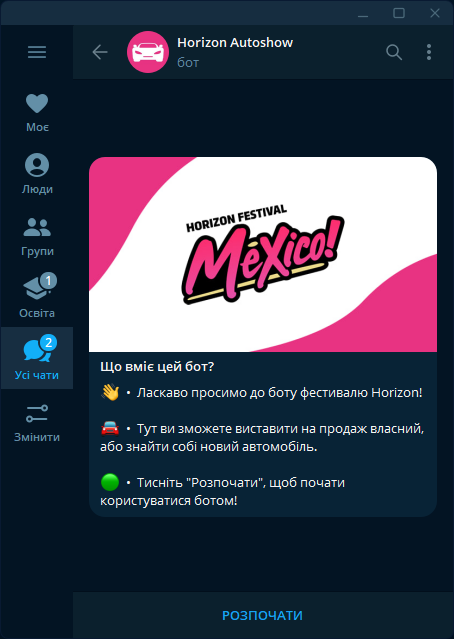 Horizon Autoshow
бот
Моє
Люди
Групи
1
Освіта
2
Усі чати
Змінити
HORIZON FESTIVAL
MeXico!
Що вміє цей бот?
👋 • Ласкаво просимо до боту фестивалю Horizon!
🚘 • Тут ви зможете виставити на продаж власний,
або знайти собі новий автомобіль.
🟢 • Тисніть "Розпочати", щоб почати
користуватися ботом!
РОЗПОЧАТИ